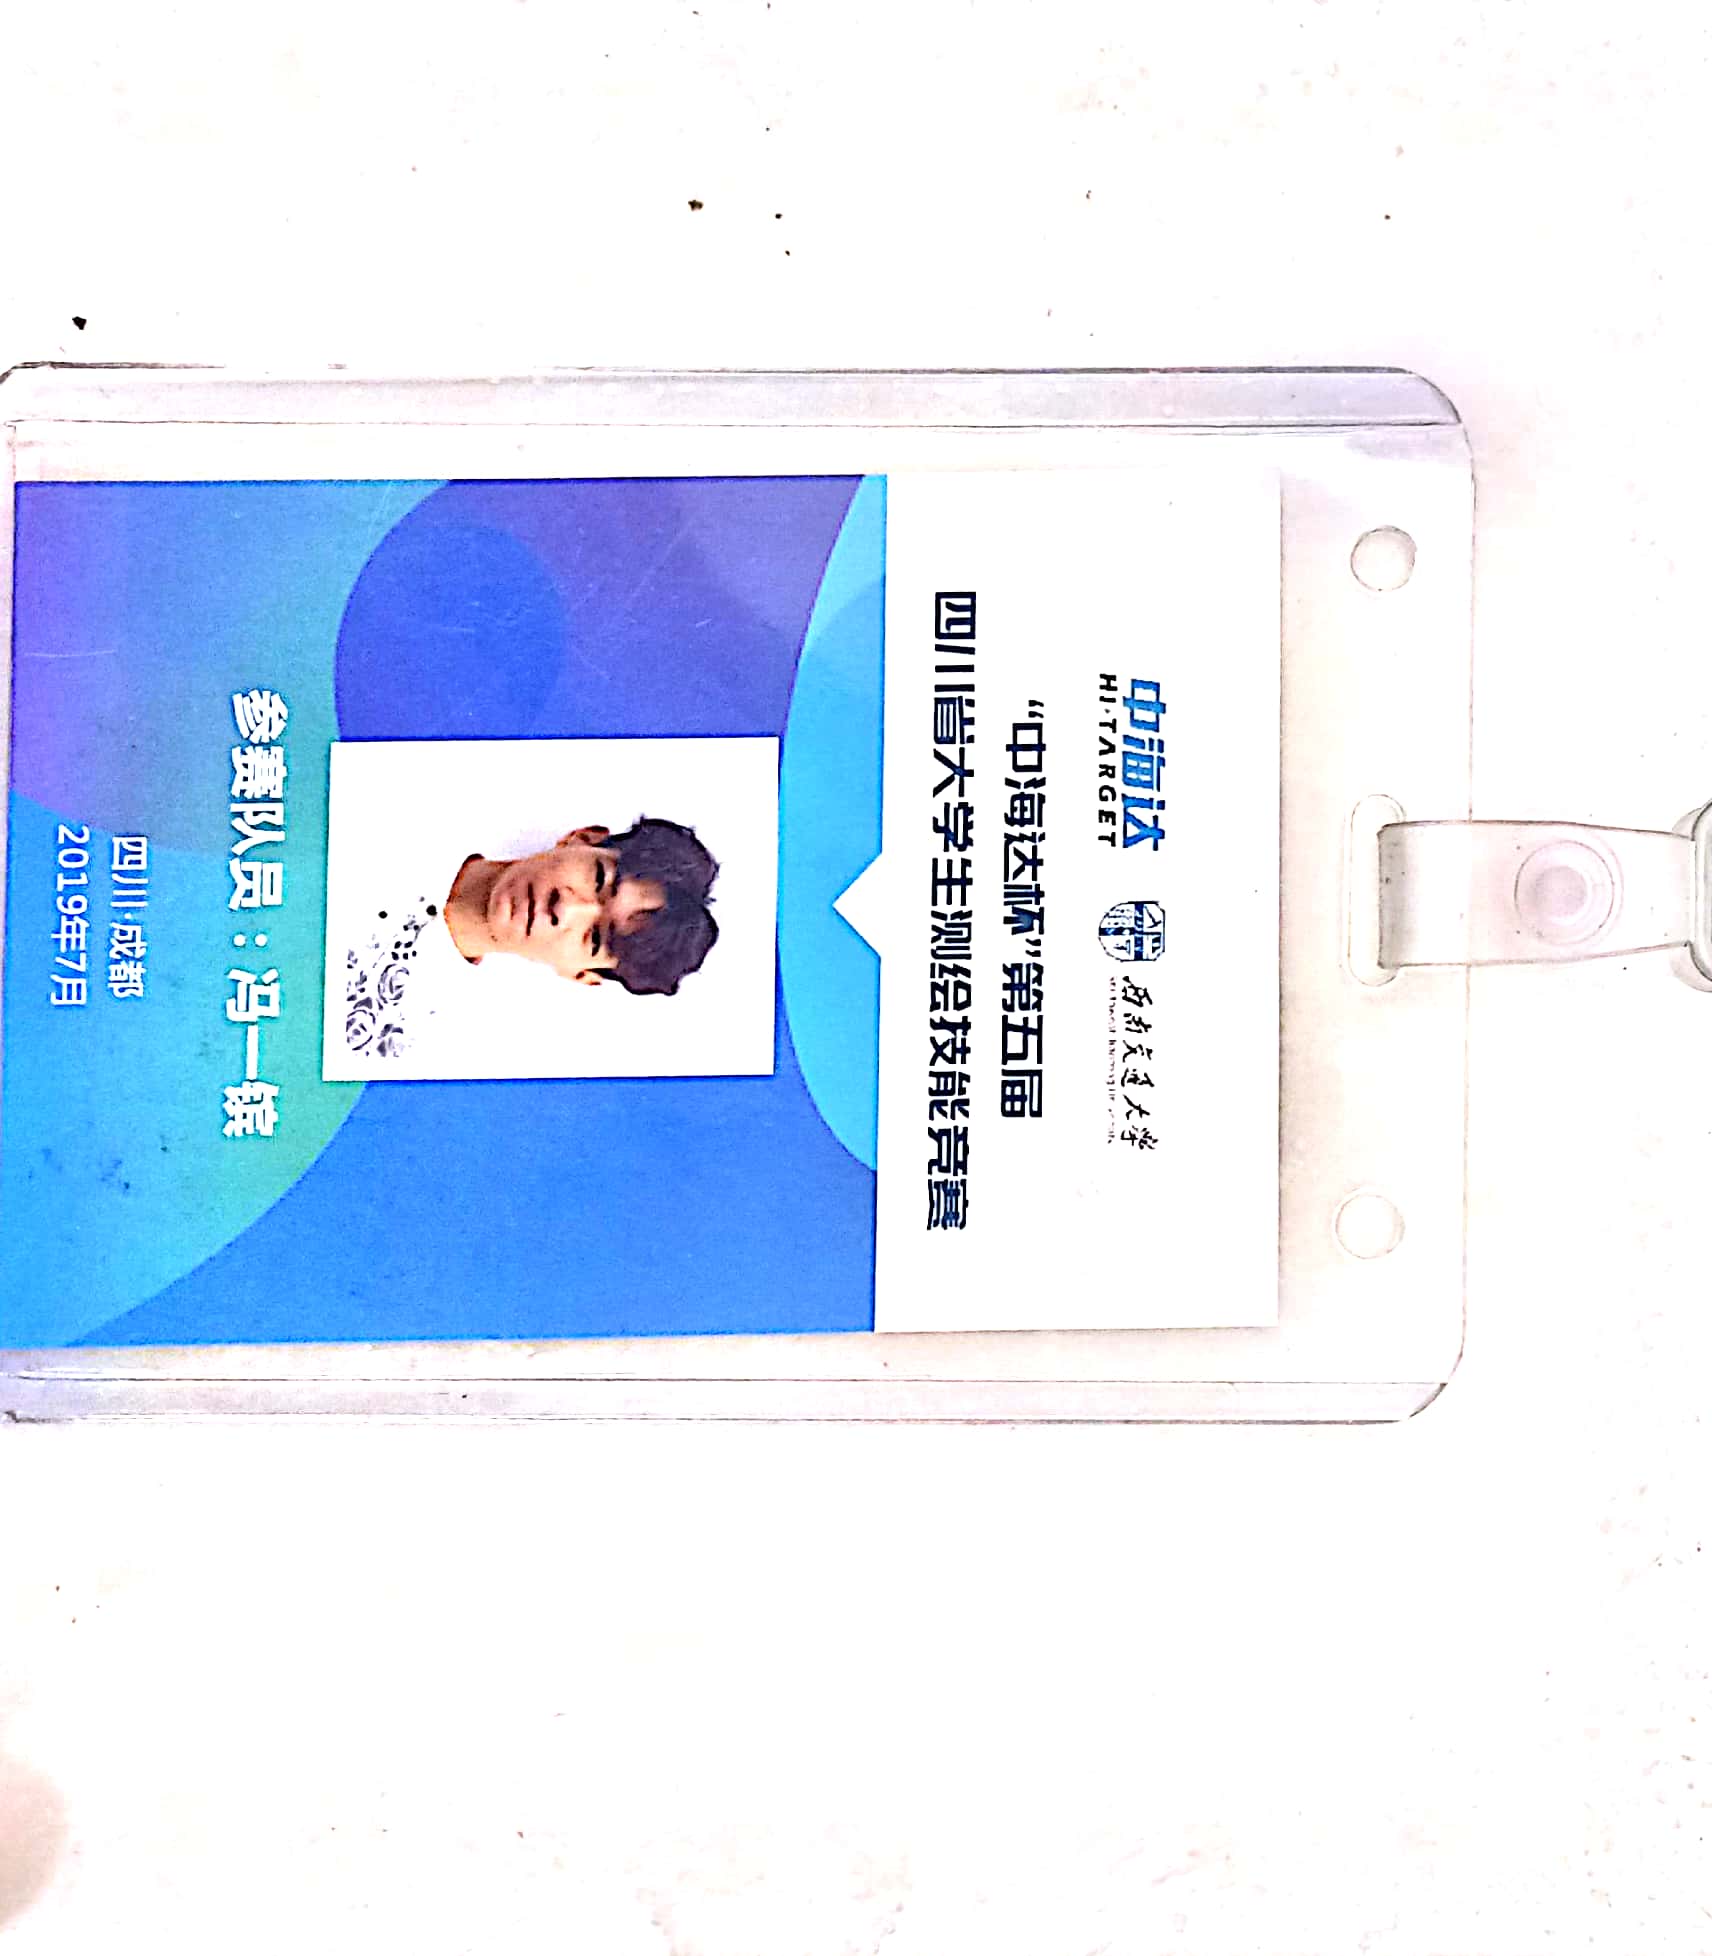 中海达
HI·TARGET
西南交通大学
“中海达杯”第五届
四川省大学生测绘技能竞赛
参赛队员：冯一缤
四川·成都
2019年7月